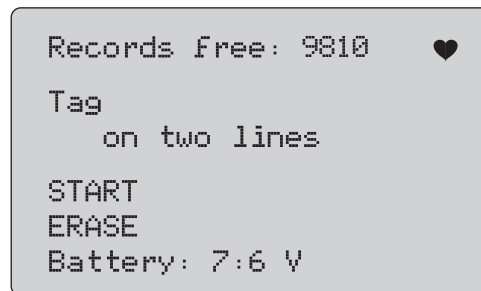 Records free: 9810 ♥
Tag
on two lines
START
ERASE
Battery: 7:6 V